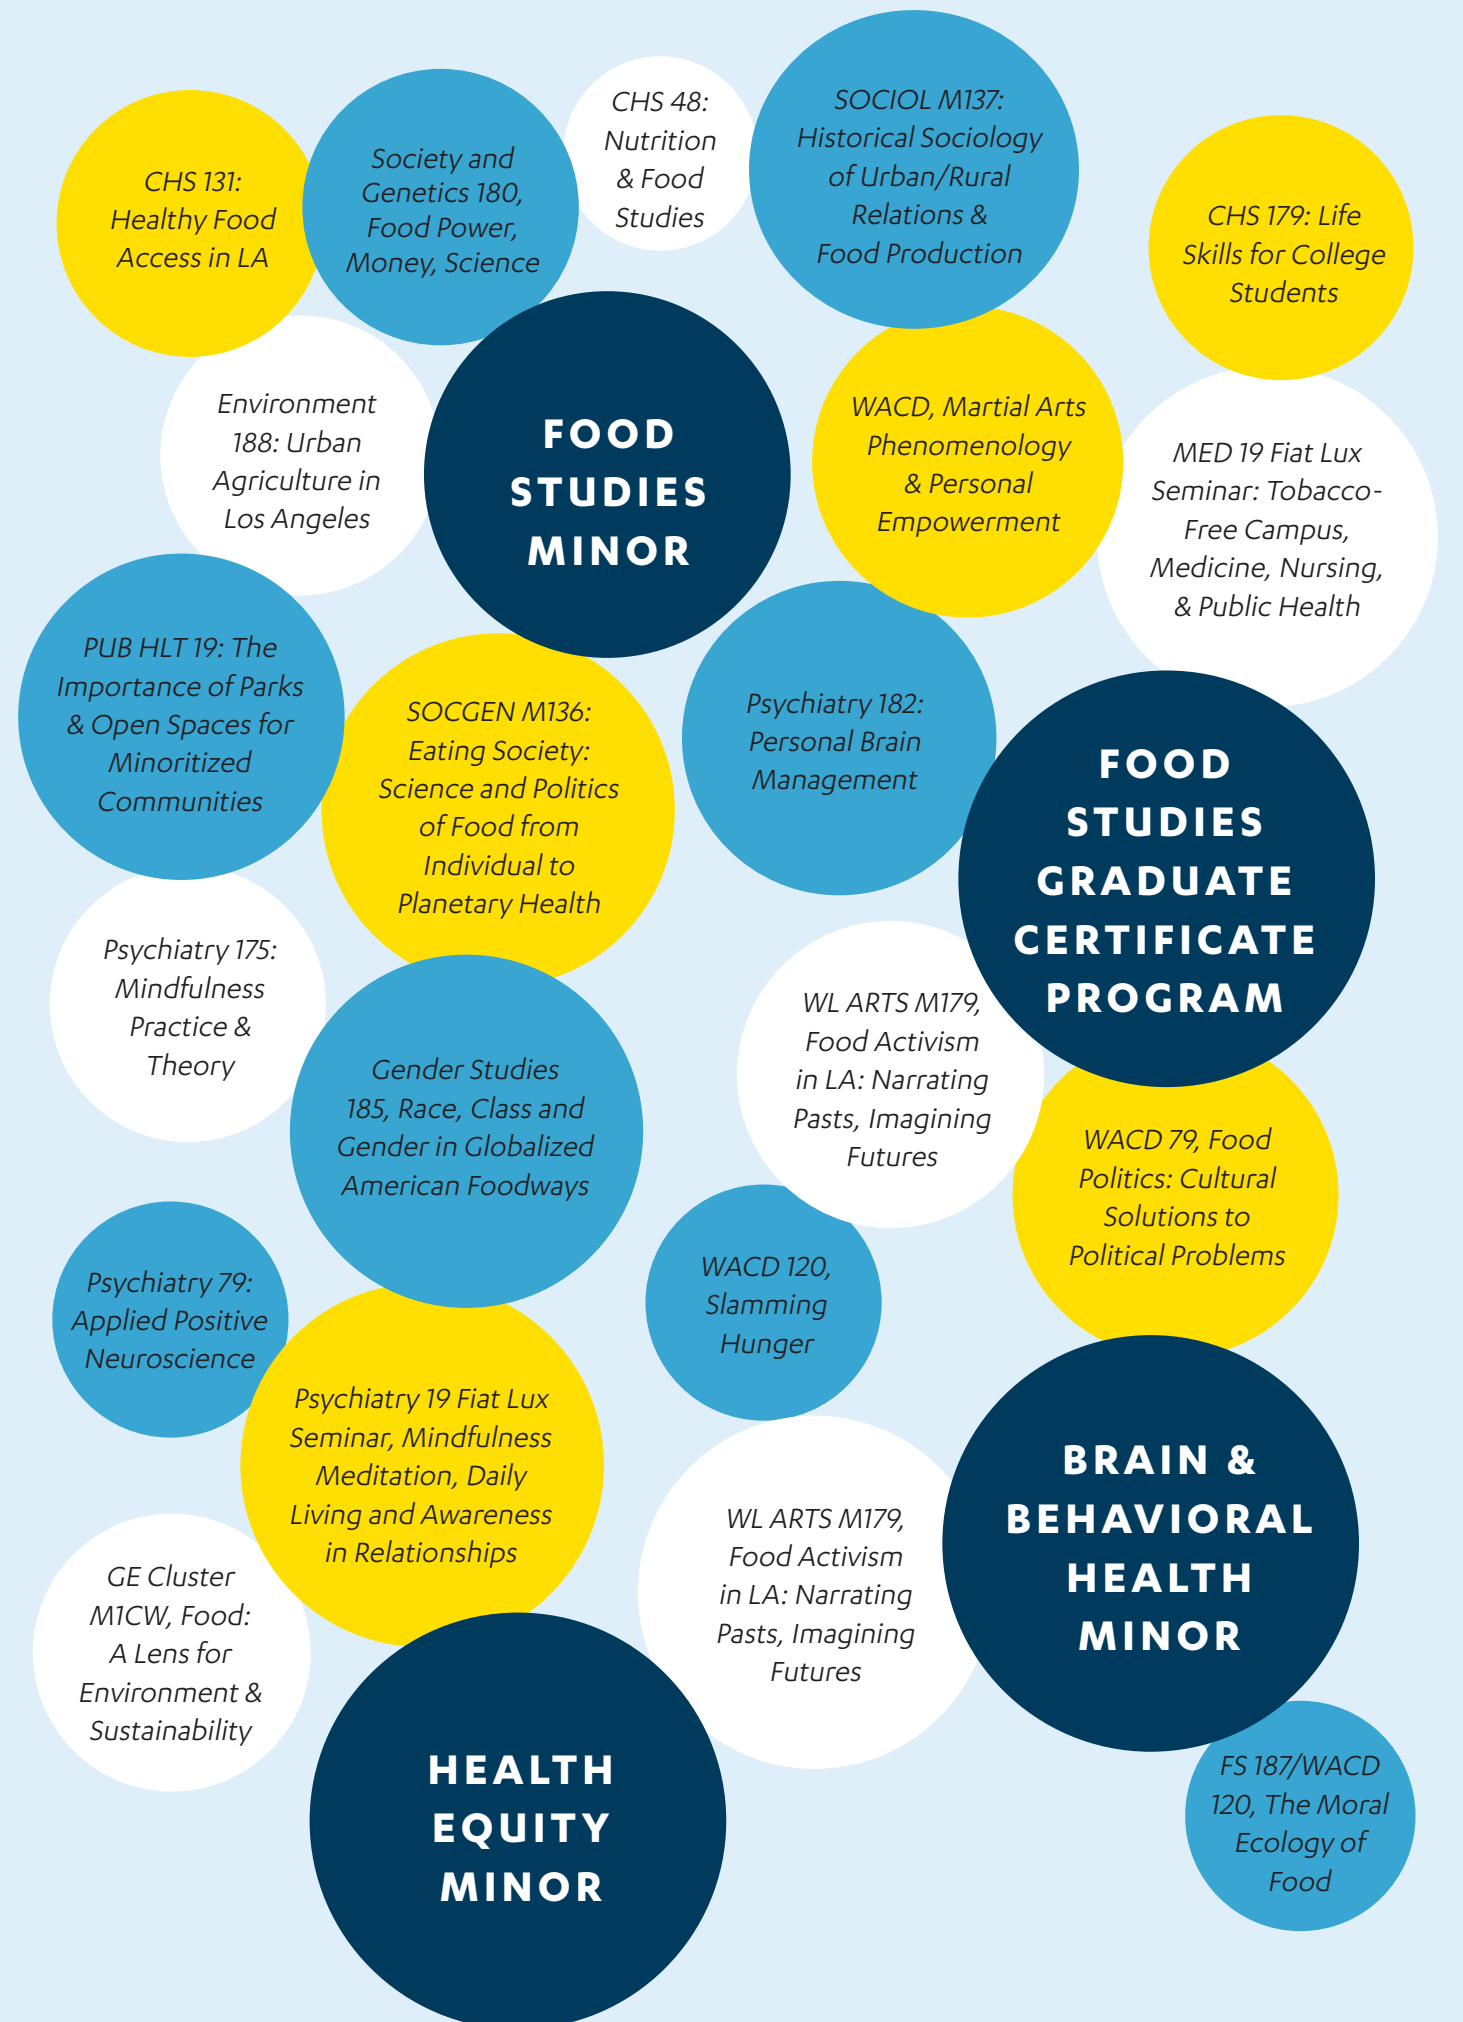 CHS 131:
Healthy Food
Access in LA
Society and
Genetics 180,
Food Power,
Money, Science
CHS 48:
Nutrition
& Food
Studies
SOCIOL M137:
Historical Sociology
of Urban/Rural
Relations &
Food Production
CHS 179: Life
Skills for College
Students
Environment
188: Urban
Agriculture in
Los Angeles
FOOD
STUDIES
MINOR
WACD, Martial Arts
Phenomenology
& Personal
Empowerment
MED 19 Fiat Lux
Seminar: Tobacco-
Free Campus,
Medicine, Nursing,
& Public Health
PUB HLT 19: The
Importance of Parks
& Open Spaces for
Minoritized
Communities
SOCGEN M136:
Eating Society:
Science and Politics
of Food from
Individual to
Planetary Health
Psychiatry 182:
Personal Brain
Management
FOOD
STUDIES
GRADUATE
CERTIFICATE
PROGRAM
Psychiatry 175:
Mindfulness
Practice &
Theory
Gender Studies
185, Race, Class and
Gender in Globalized
American Foodways
WL ARTS M179,
Food Activism
in LA: Narrating
Pasts, Imagining
Futures
WACD 79, Food
Politics: Cultural
Solutions to
Political Problems
Psychiatry 79:
Applied Positive
Neuroscience
WACD 120,
Slamming
Hunger
Psychiatry 19 Fiat Lux
Seminar, Mindfulness
Meditation, Daily
Living and Awareness
in Relationships
WL ARTS M179,
Food Activism
in LA: Narrating
Pasts, Imagining
Futures
BRAIN &
BEHAVIORAL
HEALTH
MINOR
GE Cluster
M1CW, Food:
A Lens for
Environment &
Sustainability
HEALTH
EQUITY
MINOR
FS 187/WACD
120, The Moral
Ecology of
Food